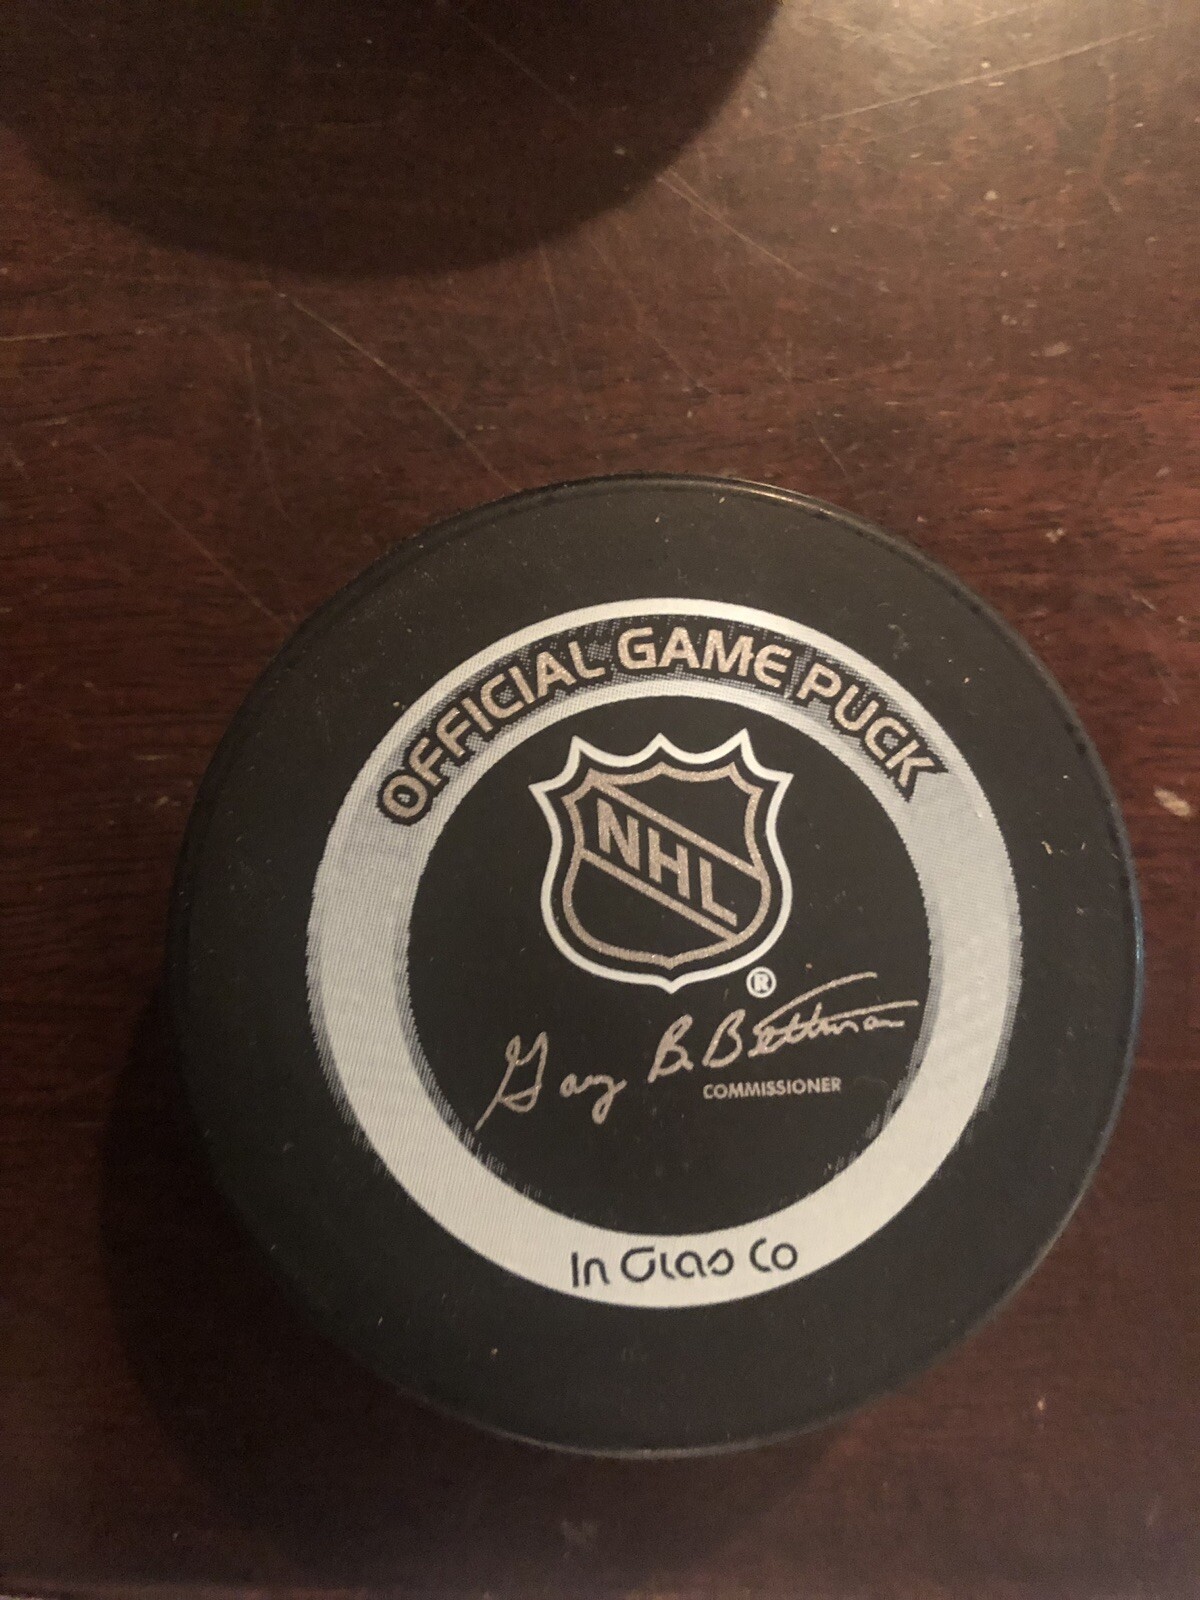 OFFICIAL GAME PUCK
NHL
®
Gary B. Bettman
COMMISSIONER
In Glas Co